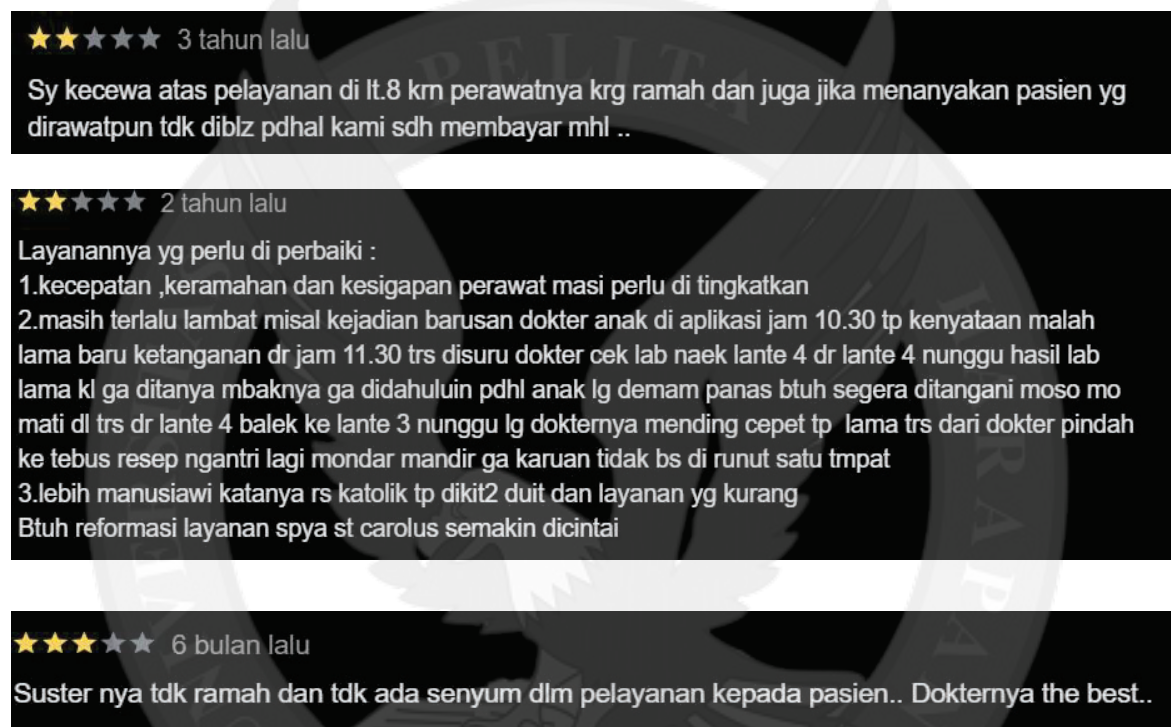 3 tahun lalu
Sy kecewa atas pelayanan di lt.8 krn perawatnya krg ramah dan juga jika menanyakan pasien yg
dirawatpun tdk diblz pdhal kami sdh membayar mhl ..
2 tahun lalu
Layanannya yg perlu di perbaiki :
1.kecepatan ,keramahan dan kesigapan perawat masi perlu di tingkatkan
2.masih terlalu lambat misal kejadian barusan dokter anak di aplikasi jam 10.30 tp kenyataan malah
lama baru ketanganan dr jam 11.30 trs disuru dokter cek lab naek lante 4 dr lante 4 nunggu hasil lab
lama kl ga ditanya mbaknya ga didahuluin pdhl anak lg demam panas btuh segera ditangani moso mo
mati dl trs dr lante 4 balek ke lante 3 nunggu lg dokternya mending cepet tp  lama trs dari dokter pindah
ke tebus resep ngantri lagi mondar mandir ga karuan tidak bs di runut satu tmpat
3.lebih manusiawi katanya rs katolik tp dikit2 duit dan layanan yg kurang
Btuh reformasi layanan spya st carolus semakin dicintai
6 bulan lalu
Suster nya tdk ramah dan tdk ada senyum dlm pelayanan kepada pasien.. Dokternya the best..
PELITA
HARAPAN